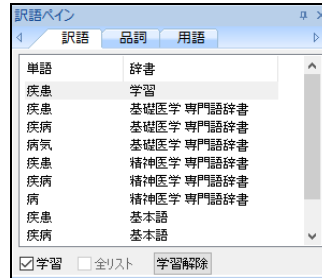 訳語ペイン
訳語 品詞 用語
単語 辞書
疾患 学習
疾患 基礎医学 専門語辞書
疾病 基礎医学 専門語辞書
病気 基礎医学 専門語辞書
疾患 精神医学 専門語辞書
疾病 精神医学 専門語辞書
病 精神医学 専門語辞書
疾患 基本語
疾病 基本語
学習 全リスト 学習解除